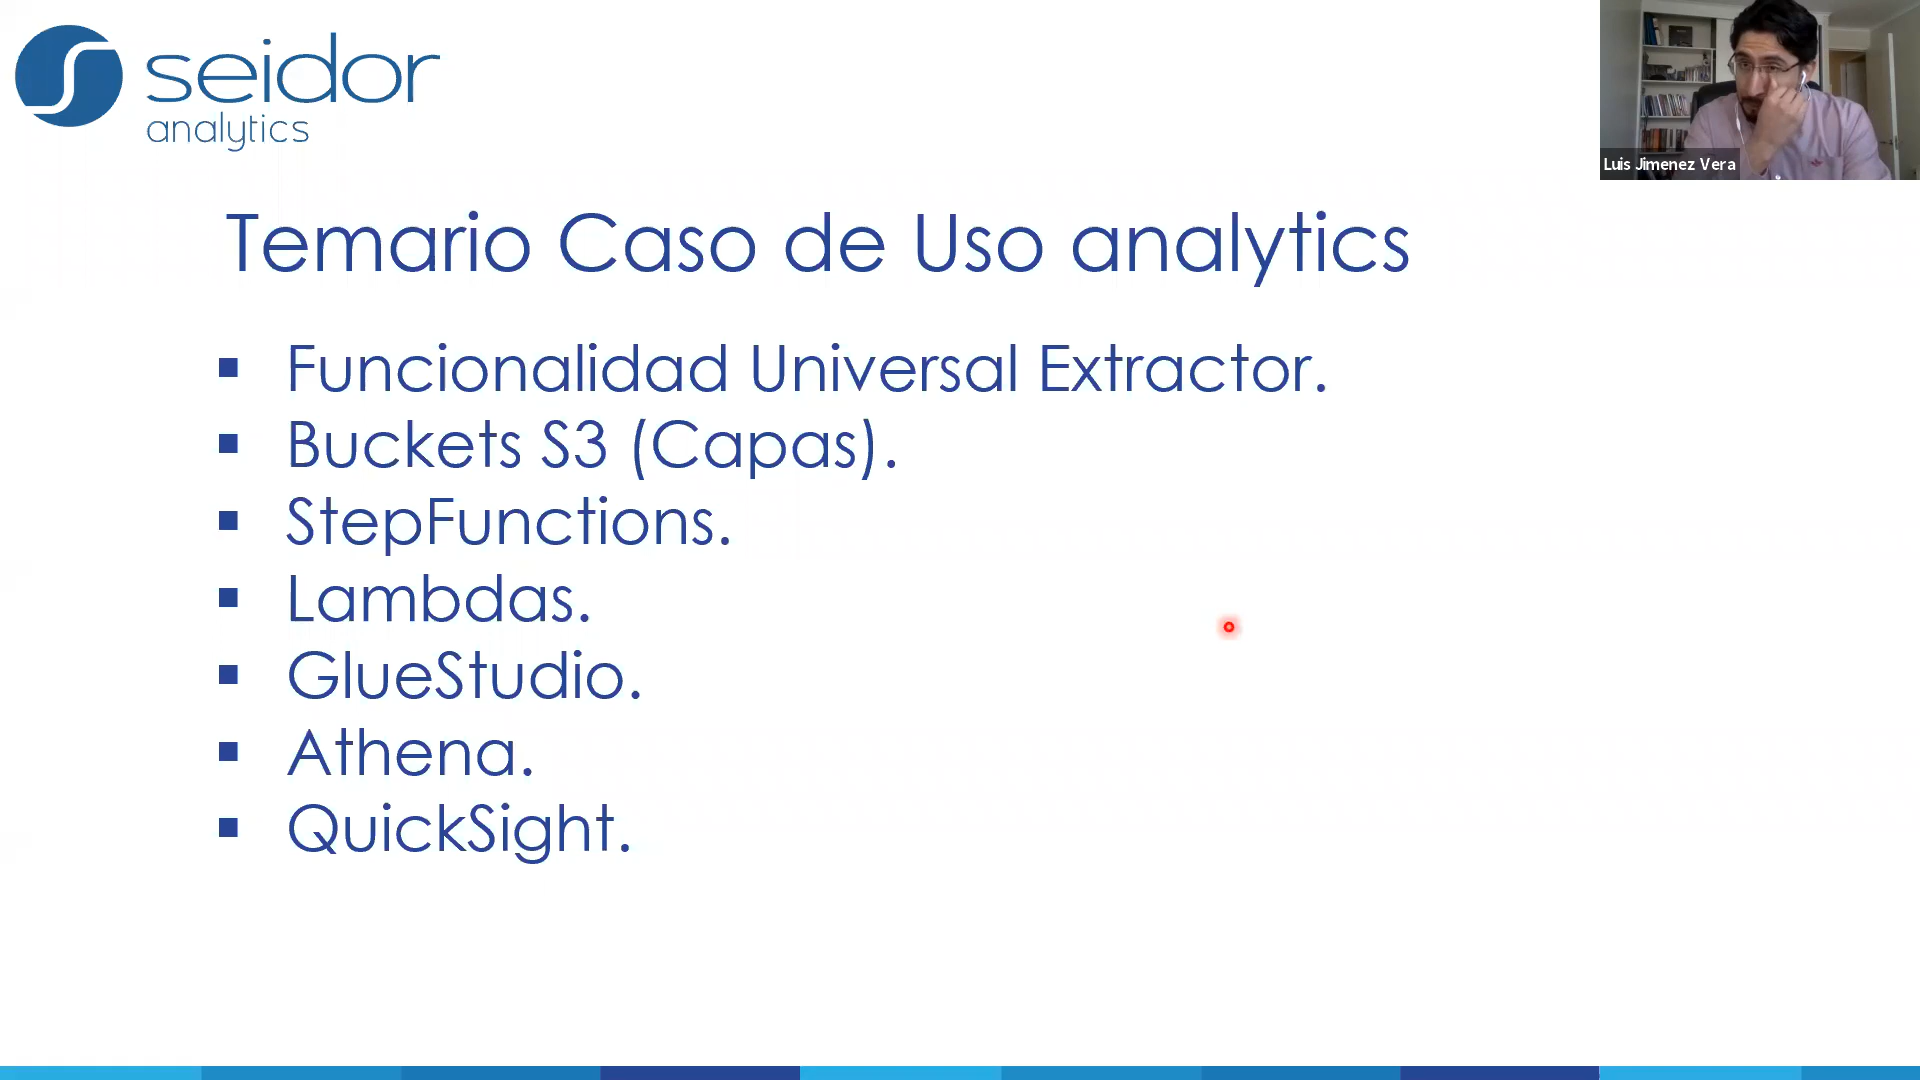 seidor
analytics
Luis Jimenez Vera
Temario Caso de Uso analytics
▪ Funcionalidad Universal Extractor.
▪ Buckets S3 (Capas).
▪ StepFunctions.
▪ Lambdas.
▪ GlueStudio.
▪ Athena.
▪ QuickSight.